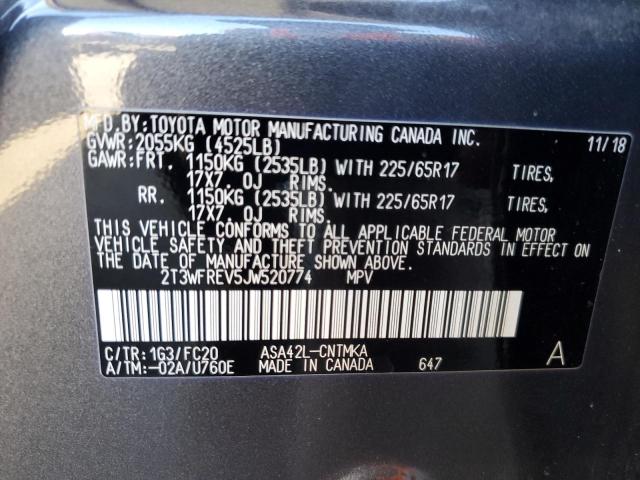 MFD.BY:TOYOTA MOTOR MANUFACTURING CANADA INC.
GVWR:2055KG (4525LB) 11/18
GAWR:FRT. 1150KG (2535LB) WITH 225/65R17 TIRES,
17X7.0J RIMS.
RR. 1150KG (2535LB) WITH 225/65R17 TIRES,
17X7.0J RIMS.
THIS VEHICLE CONFORMS TO ALL APPLICABLE FEDERAL MOTOR
VEHICLE SAFETY AND THEFT PREVENTION STANDARDS IN EFFECT ON
THE DATE OF MANUFACTURE SHOWN ABOVE.
2T3WFREV5JW520774 MPV
C/TR:1G3/FC20 ASA42L-CNTMKA
A/TM:-02A/U760E MADE IN CANADA 647 A